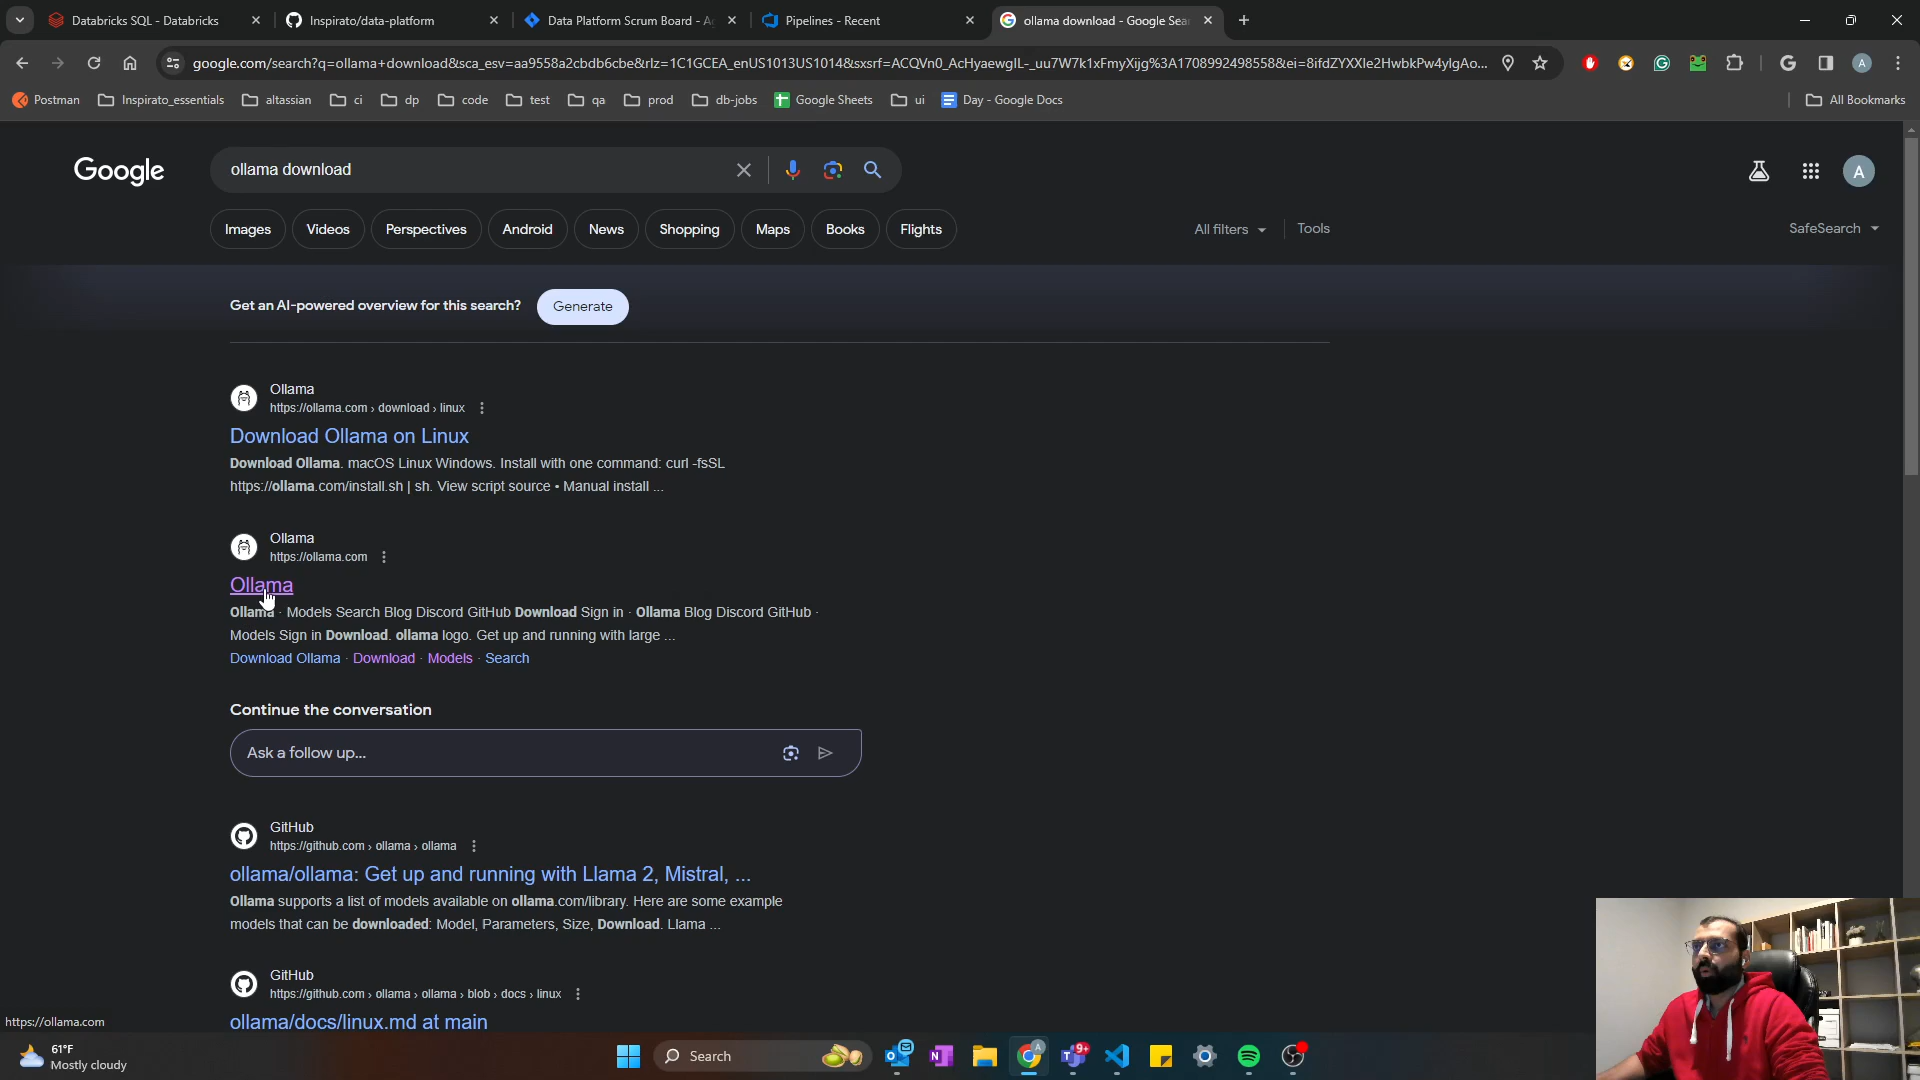 Databricks SQL - Databricks
Inspirato/data-platform
Data Platform Scrum Board - A
Pipelines - Recent
ollama download - Google Sea
google.com/search?q=ollama+download&sca_esv=aa9558a2cbdb6cbe&rlz=1C1GCEA_enUS1013US1014&sxsrf=ACQVn0_AcHyaewgIL-_uu7W7k1xFmyXijg%3A1708992498558&ei=8ifdZYXXIe2HwbkPw4ylgAo...
Postman
Inspirato_essentials
altassian
ci
dp
code
test
qa
prod
db-jobs
Google Sheets
ui
Day - Google Docs
All Bookmarks
Google
ollama download
A
Images
Videos
Perspectives
Android
News
Shopping
Maps
Books
Flights
All filters
Tools
SafeSearch
Get an AI-powered overview for this search?
Generate
Ollama
https://ollama.com › download › linux
Download Ollama on Linux
Download Ollama. macOS Linux Windows. Install with one command: curl -fsSL
https://ollama.com/install.sh | sh. View script source • Manual install ...
Ollama
https://ollama.com
Ollama
Ollama · Models Search Blog Discord GitHub Download Sign in · Ollama Blog Discord GitHub ·
Models Sign in Download. ollama logo. Get up and running with large ...
Download Ollama · Download · Models · Search
Continue the conversation
Ask a follow up...
GitHub
https://github.com › ollama › ollama
ollama/ollama: Get up and running with Llama 2, Mistral, ...
Ollama supports a list of models available on ollama.com/library. Here are some example
models that can be downloaded: Model, Parameters, Size, Download. Llama ...
GitHub
https://github.com › ollama › ollama › blob › docs › linux
ollama/docs/linux.md at main
https://ollama.com
61°F
Mostly cloudy
Search
A
9+